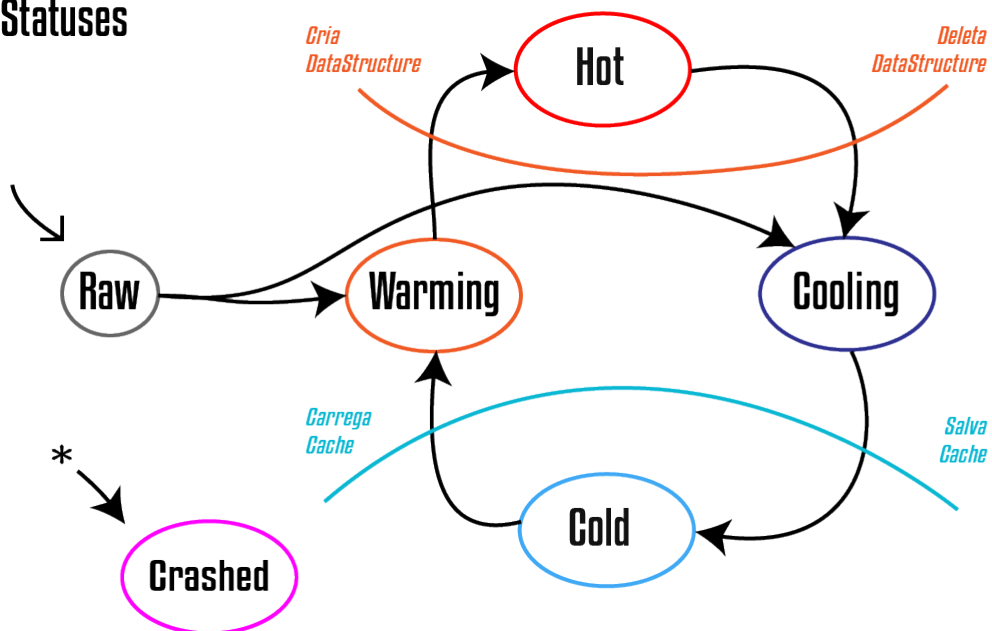 Statuses
Cria
DataStructure
Hot
Deleta
DataStructure
Raw
Warming
Cooling
Carrega
Cache
Salva
Cache
*
Cold
Crashed